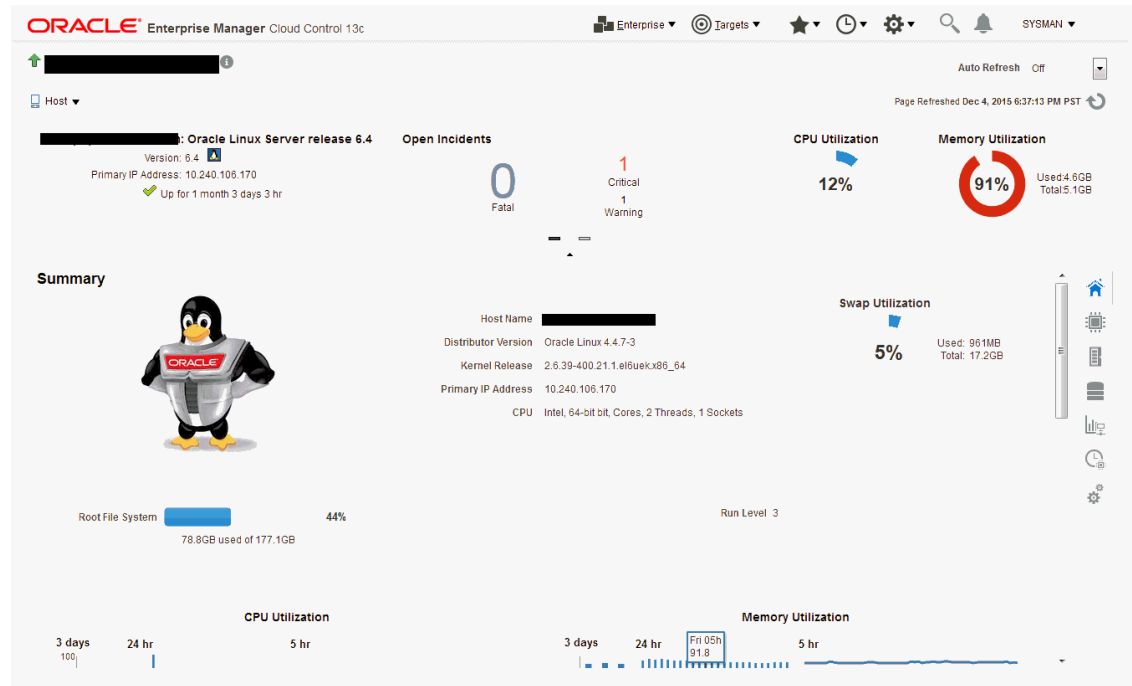 ORACLE Enterprise Manager Cloud Control 13c
Enterprise Targets SYSMAN
Auto Refresh Off
Host
Page Refreshed Dec 4, 2015 6:37:13 PM PST
: Oracle Linux Server release 6.4
Version: 6.4
Primary IP Address: 10.240.106.170
Up for 1 month 3 days 3 hr
Open Incidents
0
Fatal
1
Critical
1
Warning
CPU Utilization
12%
Memory Utilization
91%
Used:4.6GB
Total:5.1GB
Summary
ORACLE
Host Name
Distributor Version Oracle Linux 4.4.7-3
Kernel Release 2.6.39-400.21.1.el6uek.x86_64
Primary IP Address 10.240.106.170
CPU Intel, 64-bit bit, Cores, 2 Threads, 1 Sockets
Swap Utilization
5%
Used: 961MB
Total: 17.2GB
Root File System 44%
78.8GB used of 177.1GB
Run Level 3
CPU Utilization
3 days 24 hr 5 hr
100
Memory Utilization
3 days 24 hr 5 hr
Fri 05h
91.8